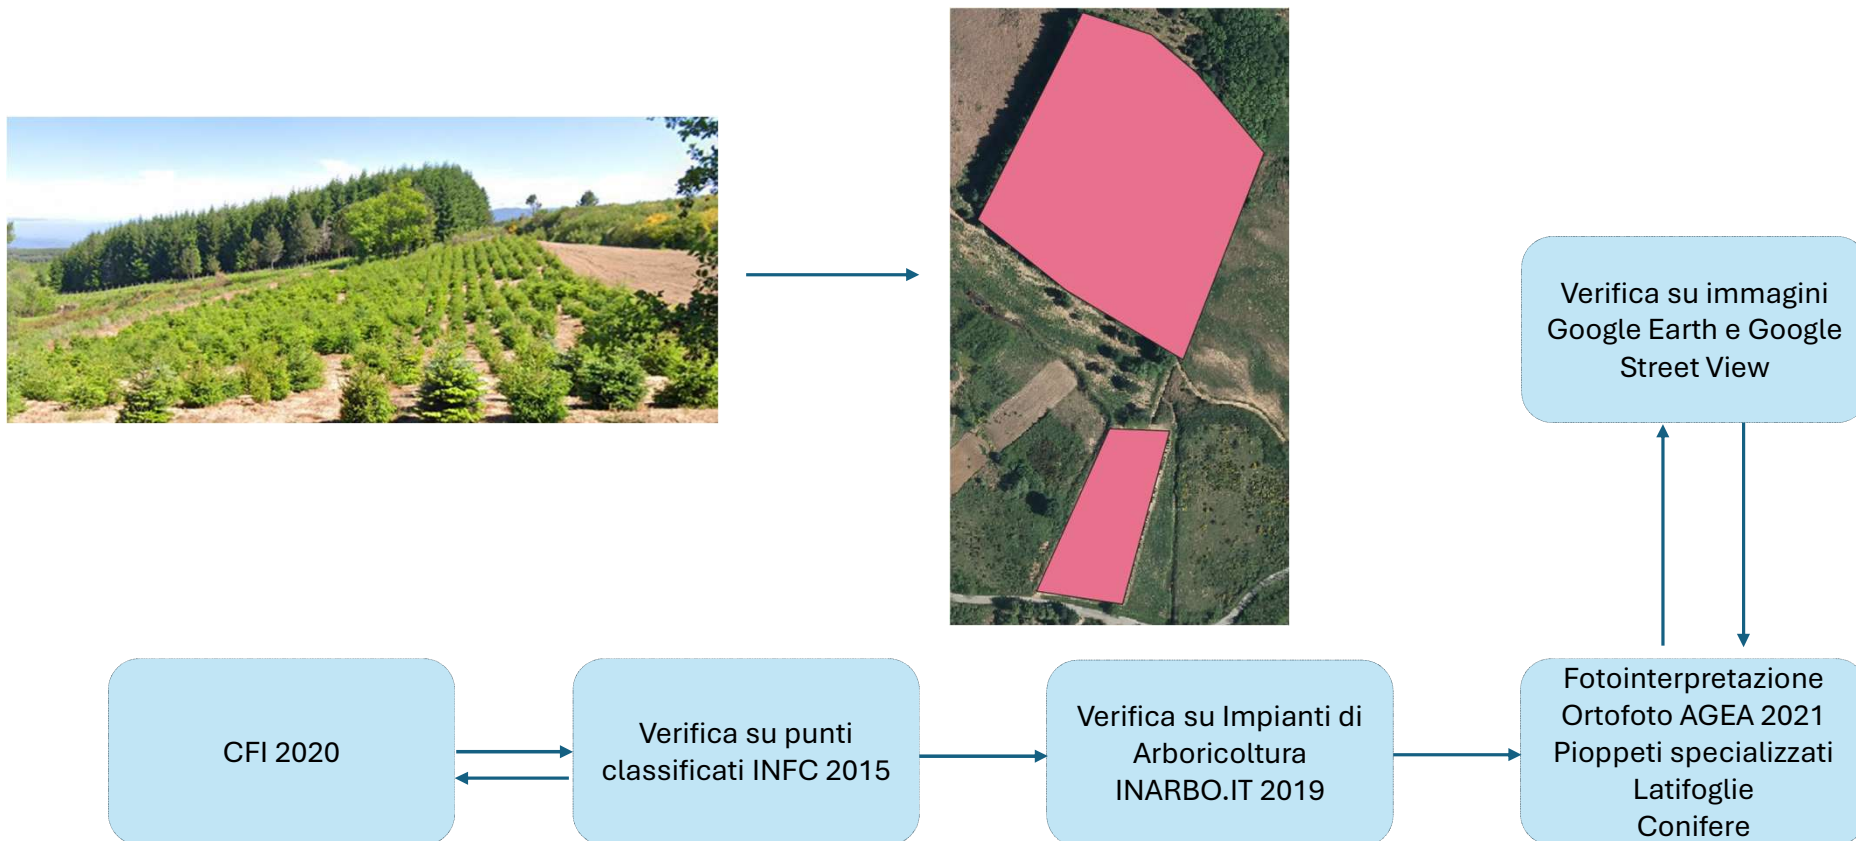 Verifica su immagini
Google Earth e Google
Street View
CFI 2020
Verifica su punti
classificati INFC 2015
Verifica su Impianti di
Arboricoltura
INARBO.IT 2019
Fotointerpretazione
Ortofoto AGEA 2021
Pioppeti specializzati
Latifoglie
Conifere